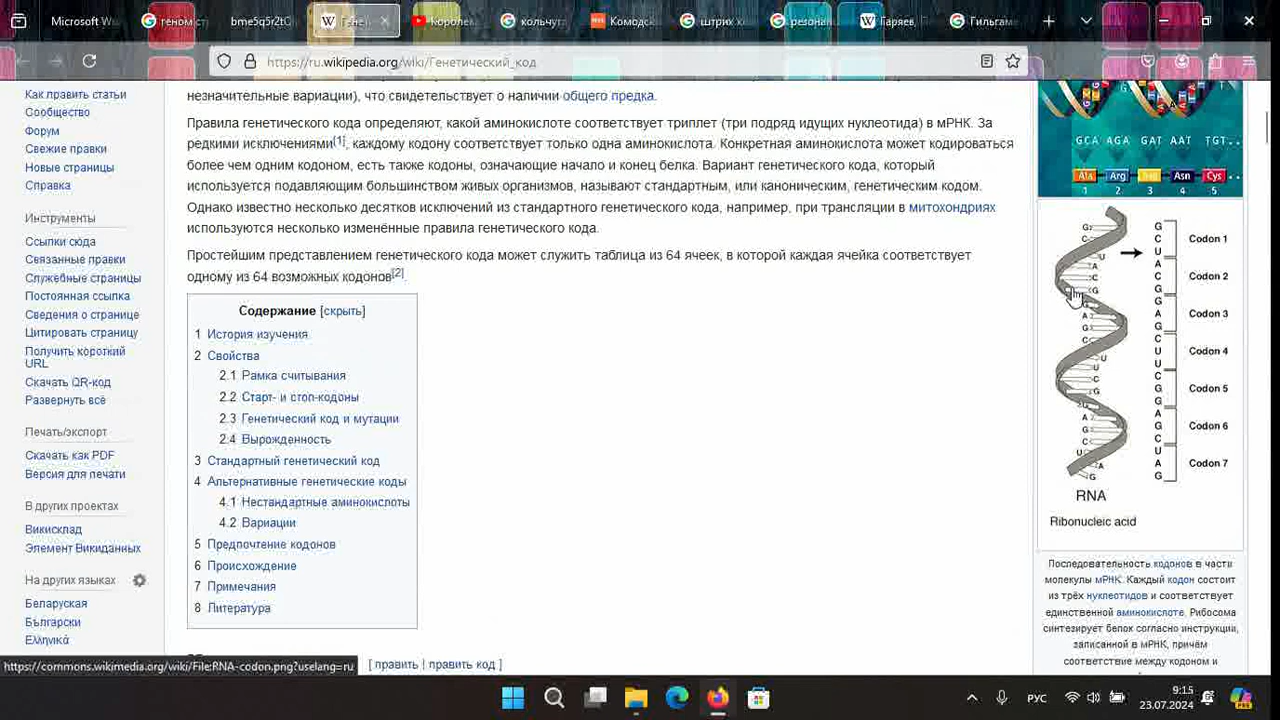 Microsoft W
геном ст
bme5q5r2tC
Гене
Королев
кольчуг
Комодск
штрих к
резонан
Гаряев, Г
Гильгам
https://ru.wikipedia.org/wiki/Генетический_код
Как править статьи
Сообщество
Форум
Свежие правки
Новые страницы
Справка
Инструменты
Ссылки сюда
Связанные правки
Служебные страницы
Постоянная ссылка
Сведения о странице
Цитировать страницу
Получить короткий
URL
Скачать QR-код
Развернуть всё
Печать/экспорт
Скачать как PDF
Версия для печати
В других проектах
Викисклад
Элемент Викиданных
На других языках
Беларуская
Български
Ελληνικά
незначительные вариации), что свидетельствует о наличии общего предка.
Правила генетического кода определяют, какой аминокислоте соответствует триплет (три подряд идущих нуклеотида) в мРНК. За
редкими исключениями[1], каждому кодону соответствует только одна аминокислота. Конкретная аминокислота может кодироваться
более чем одним кодоном, есть также кодоны, означающие начало и конец белка. Вариант генетического кода, который
используется подавляющим большинством живых организмов, называют стандартным, или каноническим, генетическим кодом.
Однако известно несколько десятков исключений из стандартного генетического кода, например, при трансляции в митохондриях
используются несколько изменённые правила генетического кода.
Простейшим представлением генетического кода может служить таблица из 64 ячеек, в которой каждая ячейка соответствует
одному из 64 возможных кодонов[2].
Содержание [скрыть]
1 История изучения
2 Свойства
2.1 Рамка считывания
2.2 Старт- и стоп-кодоны
2.3 Генетический код и мутации
2.4 Вырожденность
3 Стандартный генетический код
4 Альтернативные генетические коды
4.1 Нестандартные аминокислоты
4.2 Вариации
5 Предпочтение кодонов
6 Происхождение
7 Примечания
8 Литература
[ править | править код ]
GCA AGA GAT AAT TGT..
Ala Arg Asn Cys ..
1 2 3 4 5
G
C
U
A
C
G
G
A
G
C
U
U
C
G
G
A
G
C
U
A
G
Codon 1
Codon 2
Codon 3
Codon 4
Codon 5
Codon 6
Codon 7
RNA
Ribonucleic acid
Последовательность кодонов в части
молекулы мРНК. Каждый кодон состоит
из трёх нуклеотидов и соответствует
единственной аминокислоте. Рибосома
синтезирует белок согласно инструкции,
записанной в мРНК, причём
соответствие между кодоном и
https://commons.wikimedia.org/wiki/File:RNA-codon.png?uselang=ru
РУС
9:15
23.07.2024